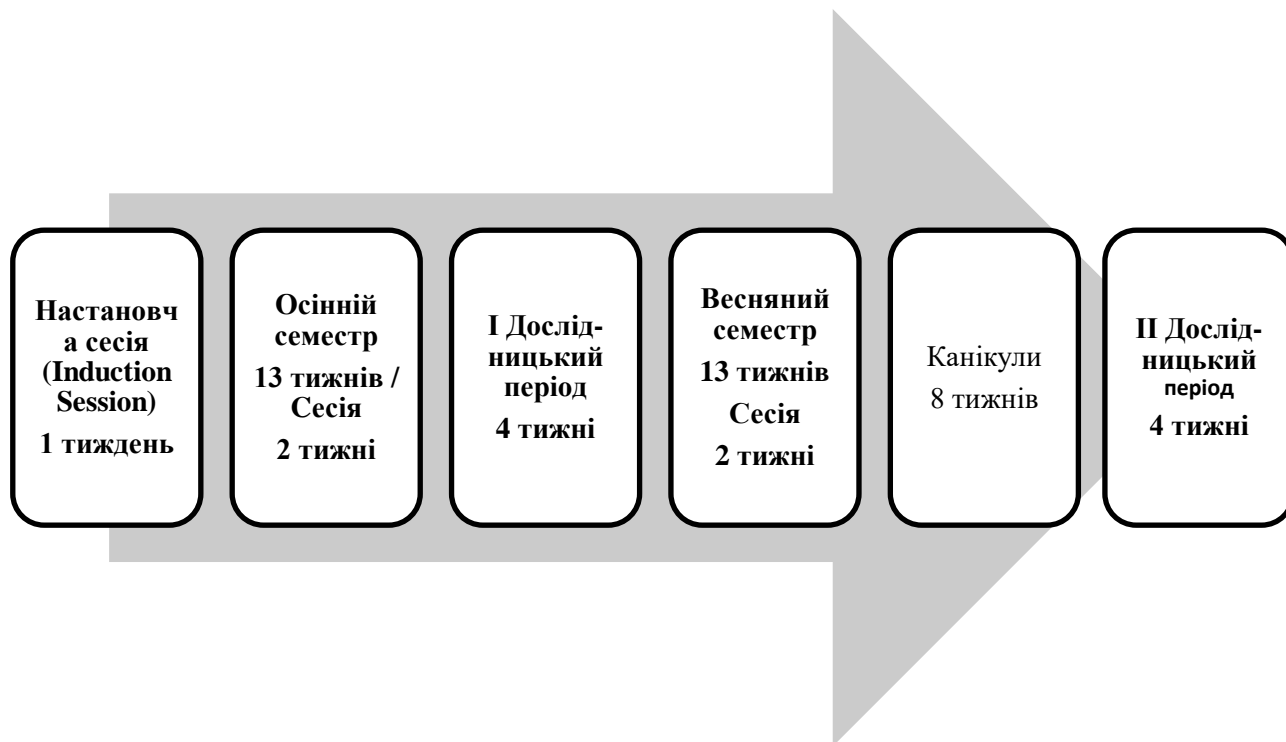 Настановч
а сесія
(Induction
Session)
1 тиждень
Осінній
семестр
13 тижнів /
Сесія
2 тижні
І Дослід-
ницький
період
4 тижні
Весняний
семестр
13 тижнів
Сесія
2 тижні
Канікули
8 тижнів
ІІ Дослід-
ницький
період
4 тижні